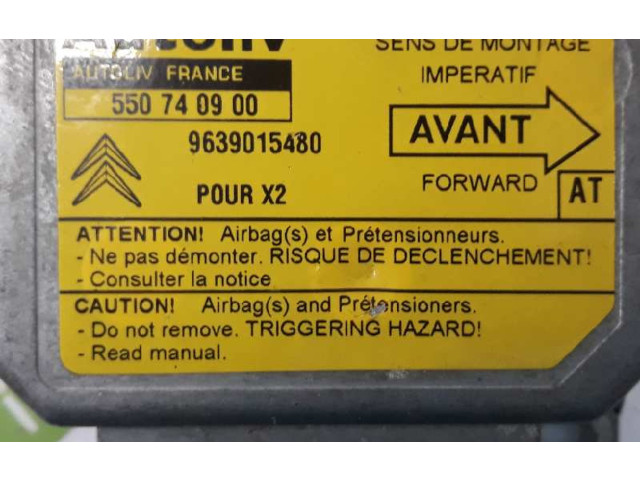 Autoliv
SENS DE MONTAGE
IMPERATIF
AUTOLIV FRANCE
550 74 09 00
AVANT
9639015480
FORWARD
AT
POUR X2
ATTENTION! Airbag(s) et Prétensionneurs.
- Ne pas démonter. RISQUE DE DECLENCHEMENT!
- Consulter la notice
CAUTION! Airbag(s) and Prétensioners.
- Do not remove. TRIGGERING HAZARD!
- Read manual.